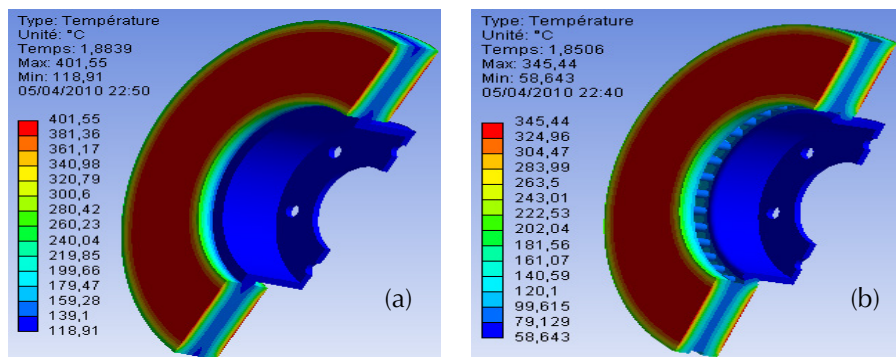 Type: Température
Unité: °C
Temps: 1,8839
Max: 401,55
Min: 118,91
05/04/2010 22:50
401,55
381,36
361,17
340,98
320,79
300,6
280,42
260,23
240,04
219,85
199,66
179,47
159,28
139,1
118,91
(a)
Type: Température
Unité: °C
Temps: 1,8506
Max: 345,44
Min: 58,643
05/04/2010 22:40
345,44
324,96
304,47
283,99
263,5
243,01
222,53
202,04
181,56
161,07
140,59
120,1
99,615
79,129
58,643
(b)